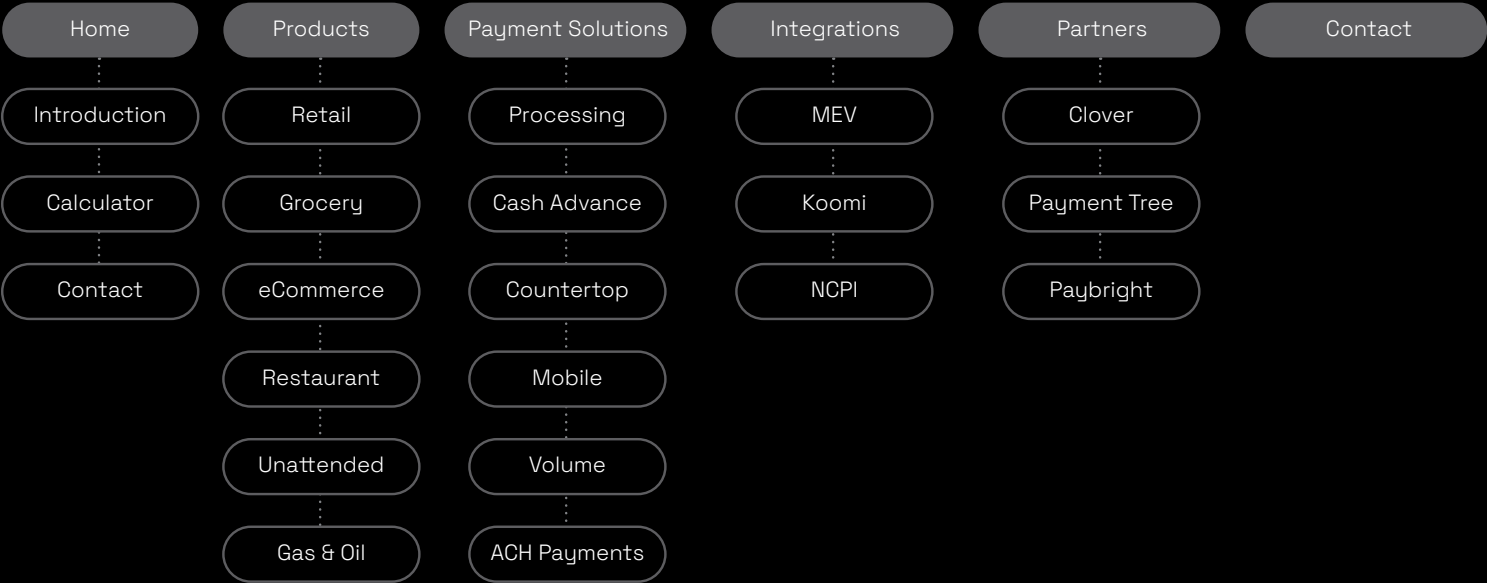 Home
Products
Payment Solutions
Integrations
Partners
Contact
Introduction
Retail
Processing
MEV
Clover
Calculator
Grocery
Cash Advance
Koomi
Payment Tree
Contact
eCommerce
Countertop
NCPI
Paybright
Restaurant
Mobile
Unattended
Volume
Gas & Oil
ACH Payments